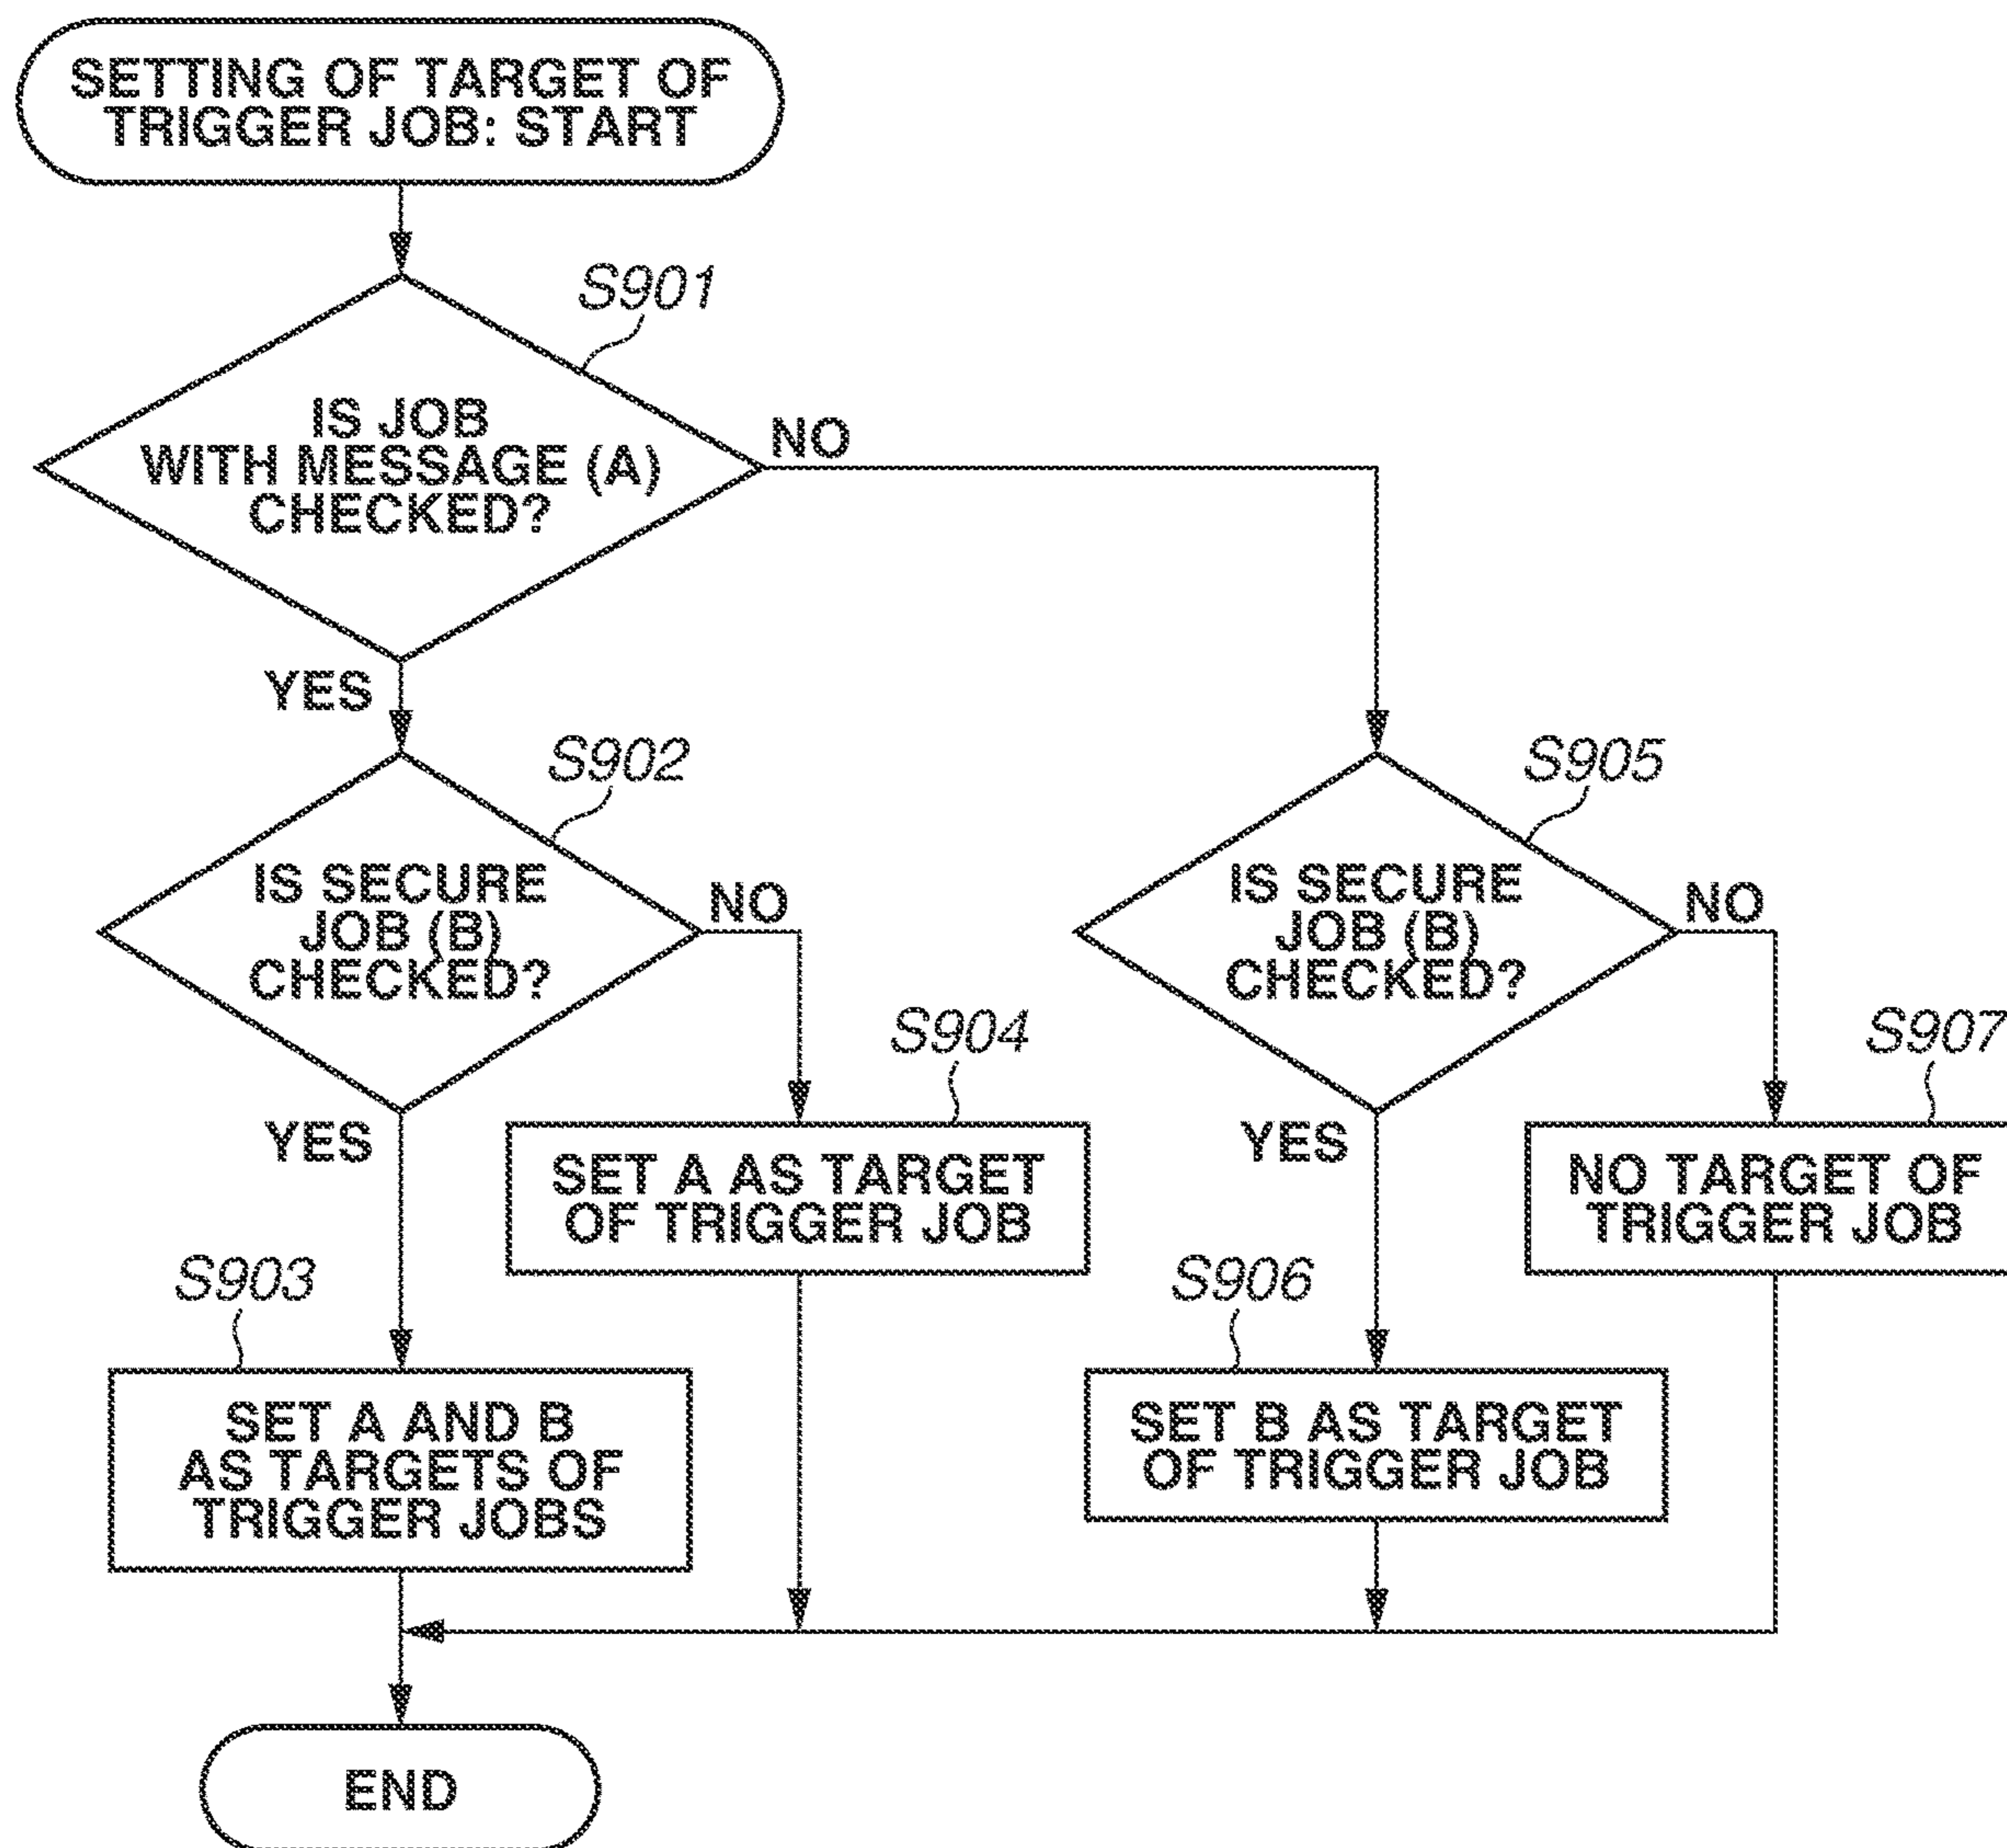 SETTING OF TARGET OF
TRIGGER JOB: START
S901
IS JOB
WITH MESSAGE (A)
CHECKED?
NO
YES
S902
IS SECURE
JOB (B)
CHECKED?
NO
YES
S905
IS SECURE
JOB (B)
CHECKED?
NO
YES
S904
SET A AS TARGET
OF TRIGGER JOB
S907
NO TARGET OF
TRIGGER JOB
S903
SET A AND B
AS TARGETS OF
TRIGGER JOBS
S906
SET B AS TARGET
OF TRIGGER JOB
END